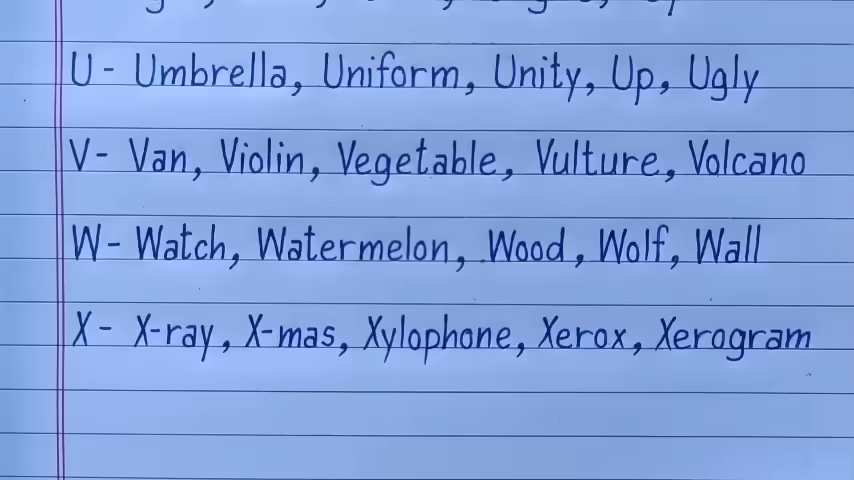 U - Umbrella, Uniform, Unity, Up, Ugly
V - Van, Violin, Vegetable, Vulture, Volcano
W - Watch, Watermelon, Wood, Wolf, Wall
X - X-ray, X-mas, Xylophone, Xerox, Xerogram